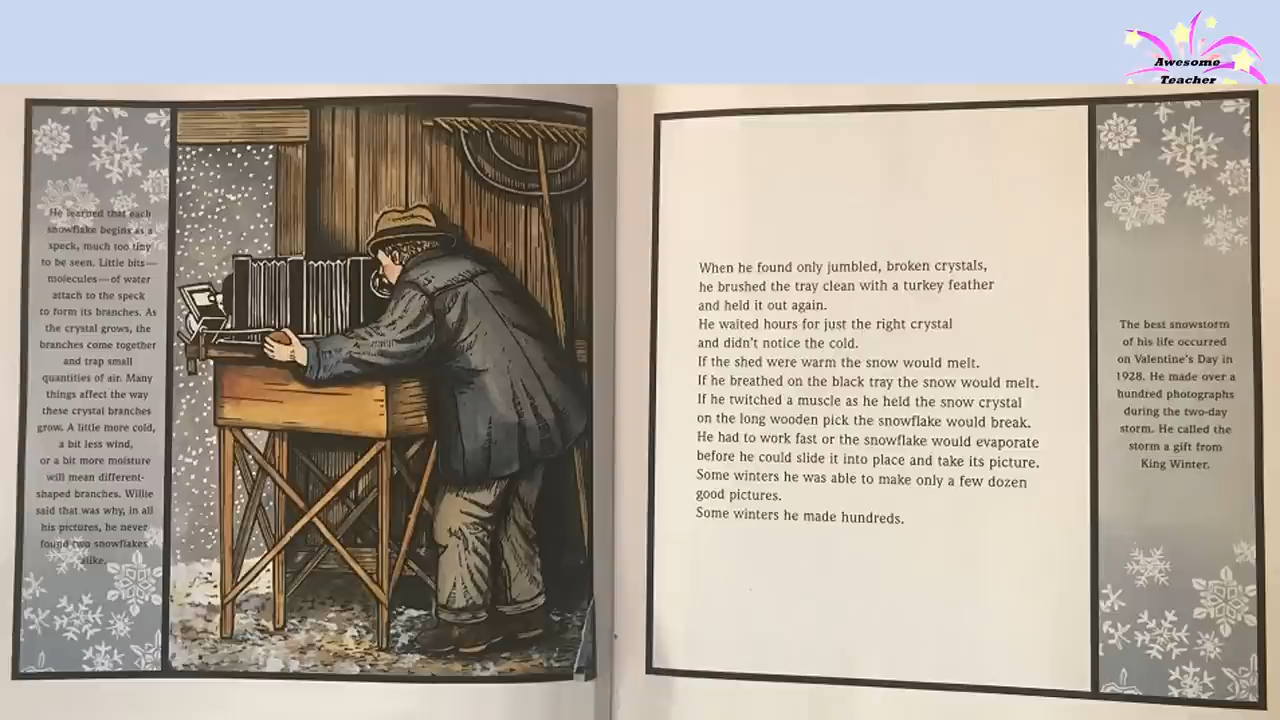 Awesome
Teacher
He learned that each
snowflake begins as a
speck, much too tiny
to be seen. Little bits—
molecules—of water
attach to the speck
to form its branches. As
the crystal grows, the
branches come together
and trap small
quantities of air. Many
things affect the way
these crystal branches
grow. A little more cold,
a bit less wind,
or a bit more moisture
will mean different-
shaped branches. Willie
said that was why, in all
his pictures, he never
found two snowflakes
alike.
When he found only jumbled, broken crystals,
he brushed the tray clean with a turkey feather
and held it out again.
He waited hours for just the right crystal
and didn't notice the cold.
If the shed were warm the snow would melt.
If he breathed on the black tray the snow would melt.
If he twitched a muscle as he held the snow crystal
on the long wooden pick the snowflake would break.
He had to work fast or the snowflake would evaporate
before he could slide it into place and take its picture.
Some winters he was able to make only a few dozen
good pictures.
Some winters he made hundreds.
The best snowstorm
of his life occurred
on Valentine's Day in
1928. He made over a
hundred photographs
during the two-day
storm. He called the
storm a gift from
King Winter.